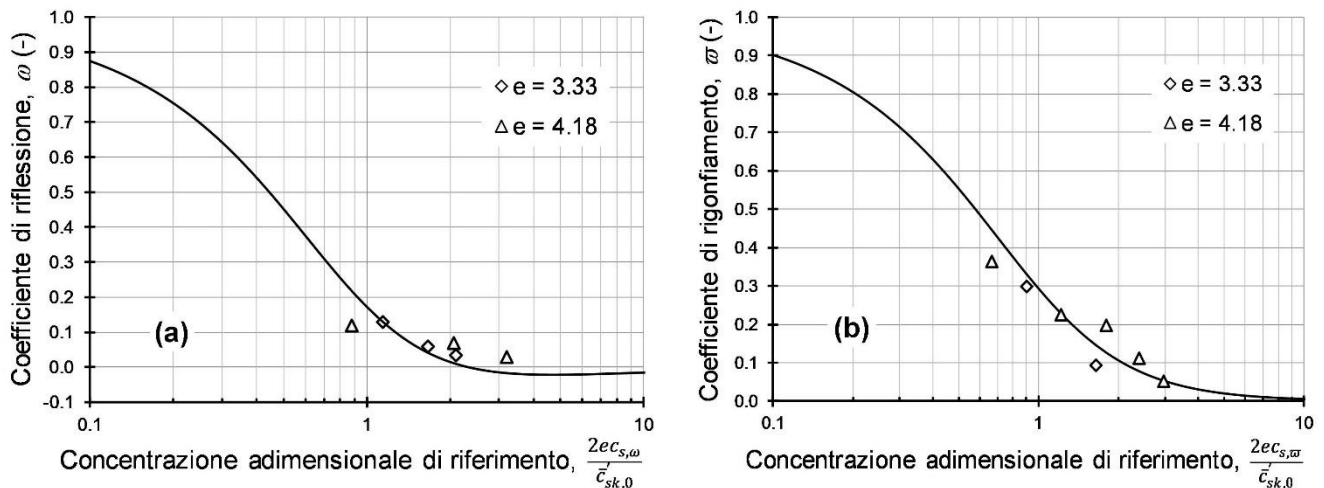 1.0
0.9
0.8
0.7
0.6
0.5
0.4
0.3
0.2
0.1
0.0
-0.1
Coefficiente di riflessione, ω (-)
◇ e = 3.33
△ e = 4.18
(a)
0.1 1 10
Concentrazione adimensionale di riferimento, 2ec_{s,ω} / c̄'_{sk,0}
1.0
0.9
0.8
0.7
0.6
0.5
0.4
0.3
0.2
0.1
0.0
Coefficiente di rigonfiamento, ϖ (-)
◇ e = 3.33
△ e = 4.18
(b)
0.1 1 10
Concentrazione adimensionale di riferimento, 2ec_{s,ϖ} / c̄'_{sk,0}